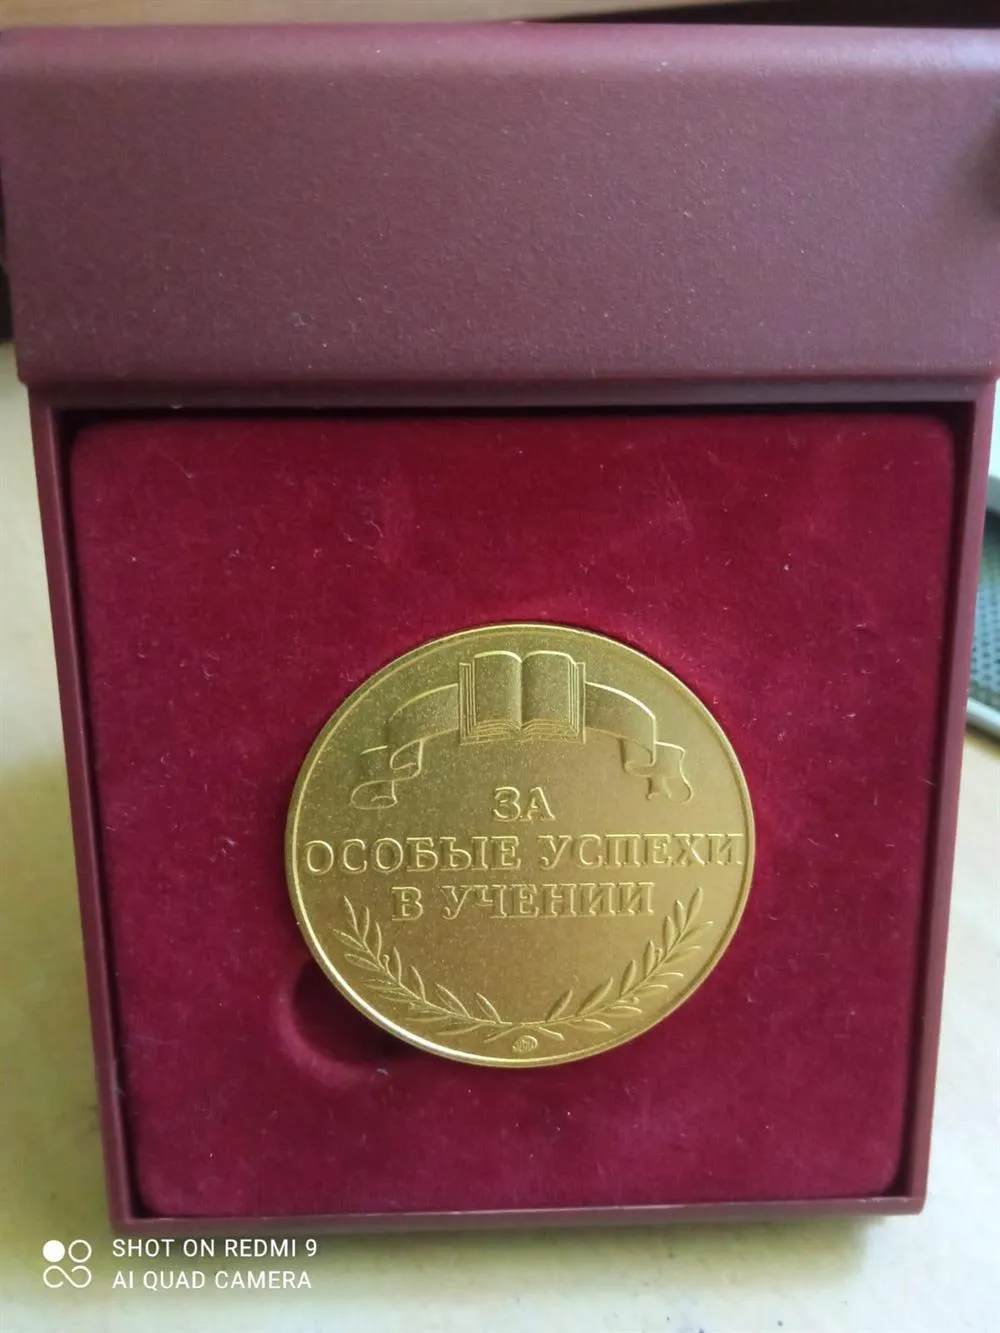 ЗА
ОСОБЫЕ УСПЕХИ
В УЧЕНИИ
SHOT ON REDMI 9
AI QUAD CAMERA